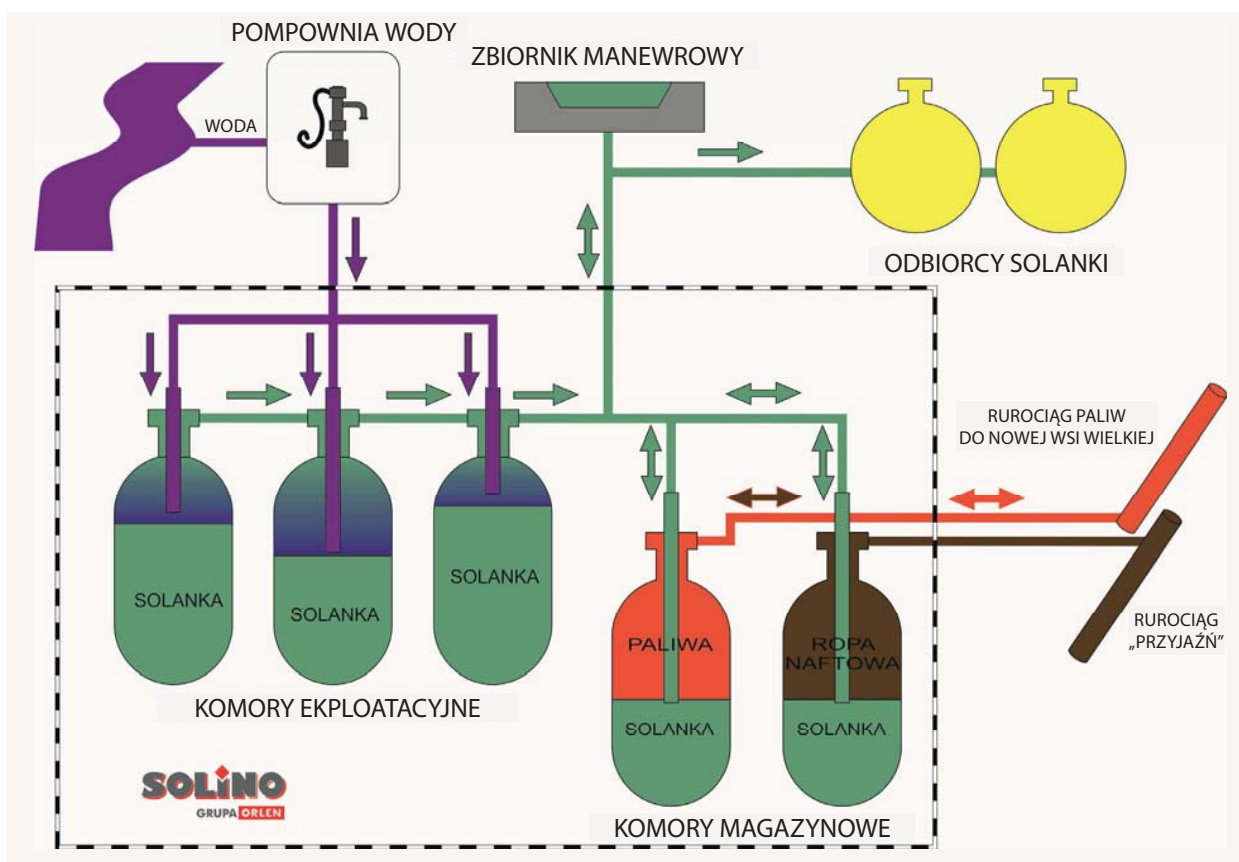 POMPOWNIA WODY
ZBIORNIK MANEWROWY
WODA
ODBIORCY SOLANKI
RUROCIĄG PALIW
DO NOWEJ WSI WIELKIEJ
SOLANKA
SOLANKA
SOLANKA
PALIWA
ROPA
NAFTOWA
RUROCIĄG
„PRZYJAŹŃ”
KOMORY EKPLOATACYJNE
SOLANKA
SOLANKA
SOLINO
GRUPA ORLEN
KOMORY MAGAZYNOWE